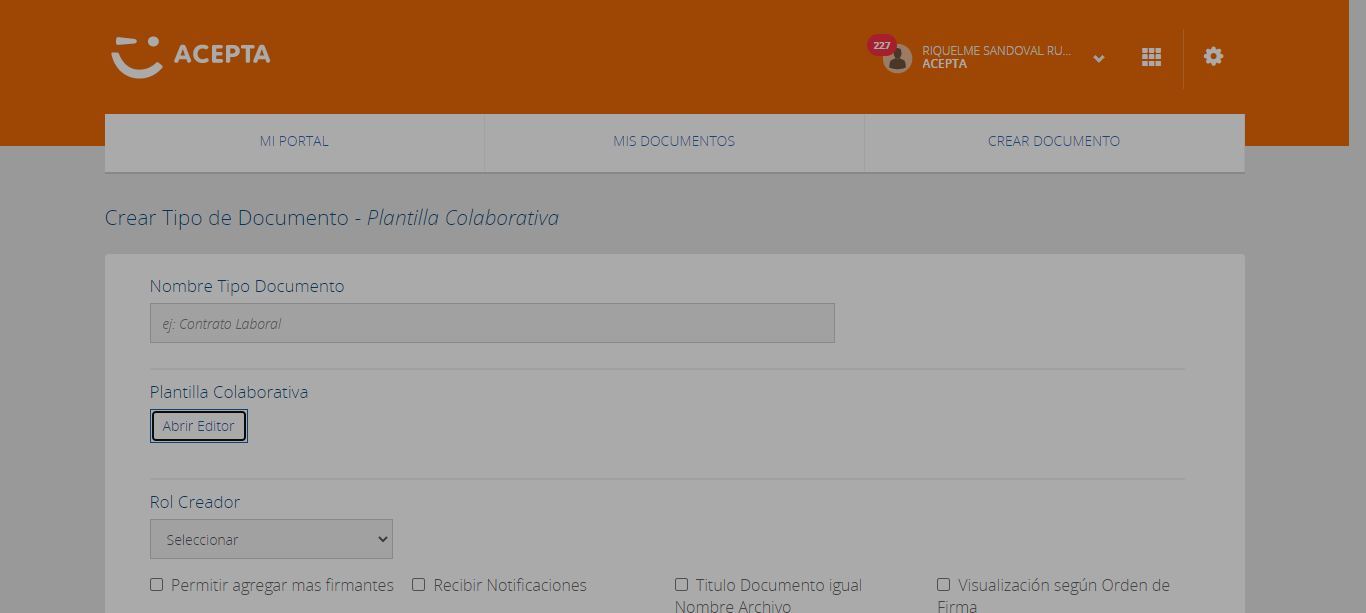 ACEPTA
227
RIQUELME SANDOVAL RU...
ACEPTA
MI PORTAL
MIS DOCUMENTOS
CREAR DOCUMENTO
Crear Tipo de Documento - Plantilla Colaborativa
Nombre Tipo Documento
ej: Contrato Laboral
Plantilla Colaborativa
Abrir Editor
Rol Creador
Seleccionar
Permitir agregar mas firmantes
Recibir Notificaciones
Titulo Documento igual
Nombre Archivo
Visualización según Orden de
Firma